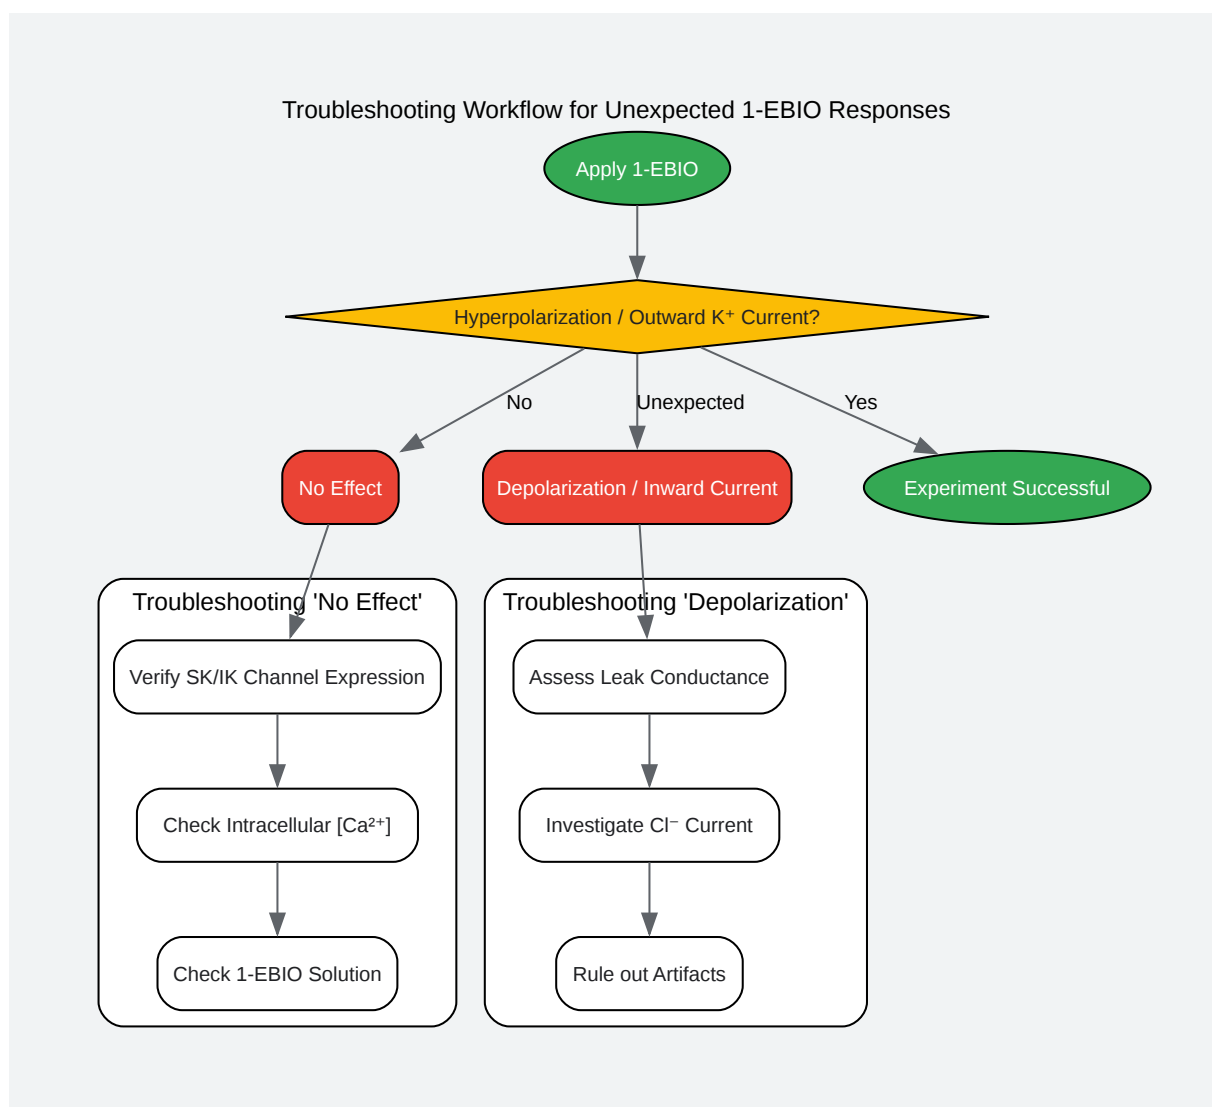 Troubleshooting Workflow for Unexpected 1-EBIO Responses
Apply 1-EBIO
Hyperpolarization / Outward K⁺ Current?
No
Unexpected
Yes
No Effect
Depolarization / Inward Current
Experiment Successful
Troubleshooting 'No Effect'
Verify SK/IK Channel Expression
Check Intracellular [Ca²⁺]
Check 1-EBIO Solution
Troubleshooting 'Depolarization'
Assess Leak Conductance
Investigate Cl⁻ Current
Rule out Artifacts